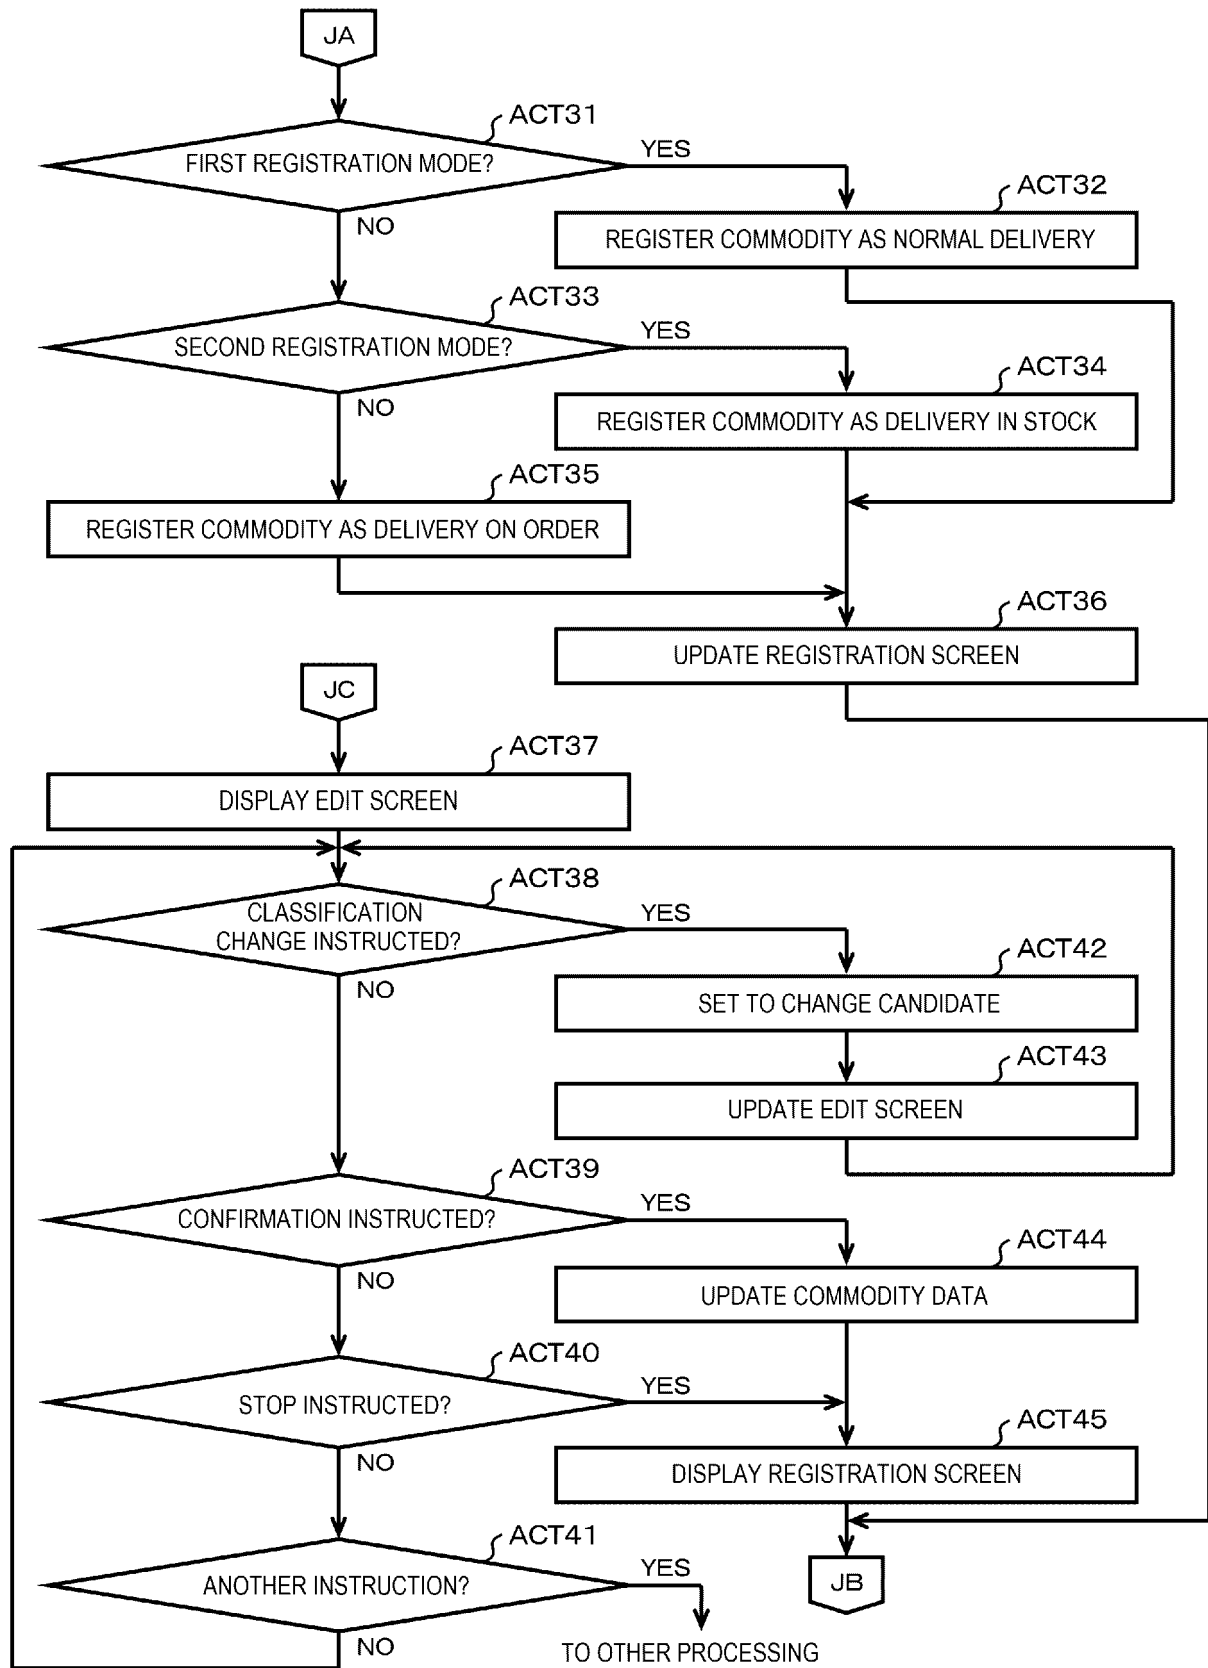 JA
ACT31
FIRST REGISTRATION MODE?
YES
NO
ACT32
REGISTER COMMODITY AS NORMAL DELIVERY
ACT33
SECOND REGISTRATION MODE?
YES
NO
ACT34
REGISTER COMMODITY AS DELIVERY IN STOCK
ACT35
REGISTER COMMODITY AS DELIVERY ON ORDER
ACT36
UPDATE REGISTRATION SCREEN
JC
ACT37
DISPLAY EDIT SCREEN
ACT38
CLASSIFICATION
CHANGE INSTRUCTED?
YES
NO
ACT42
SET TO CHANGE CANDIDATE
ACT43
UPDATE EDIT SCREEN
ACT39
CONFIRMATION INSTRUCTED?
YES
NO
ACT44
UPDATE COMMODITY DATA
ACT40
STOP INSTRUCTED?
YES
NO
ACT45
DISPLAY REGISTRATION SCREEN
ACT41
ANOTHER INSTRUCTION?
YES
NO
JB
TO OTHER PROCESSING